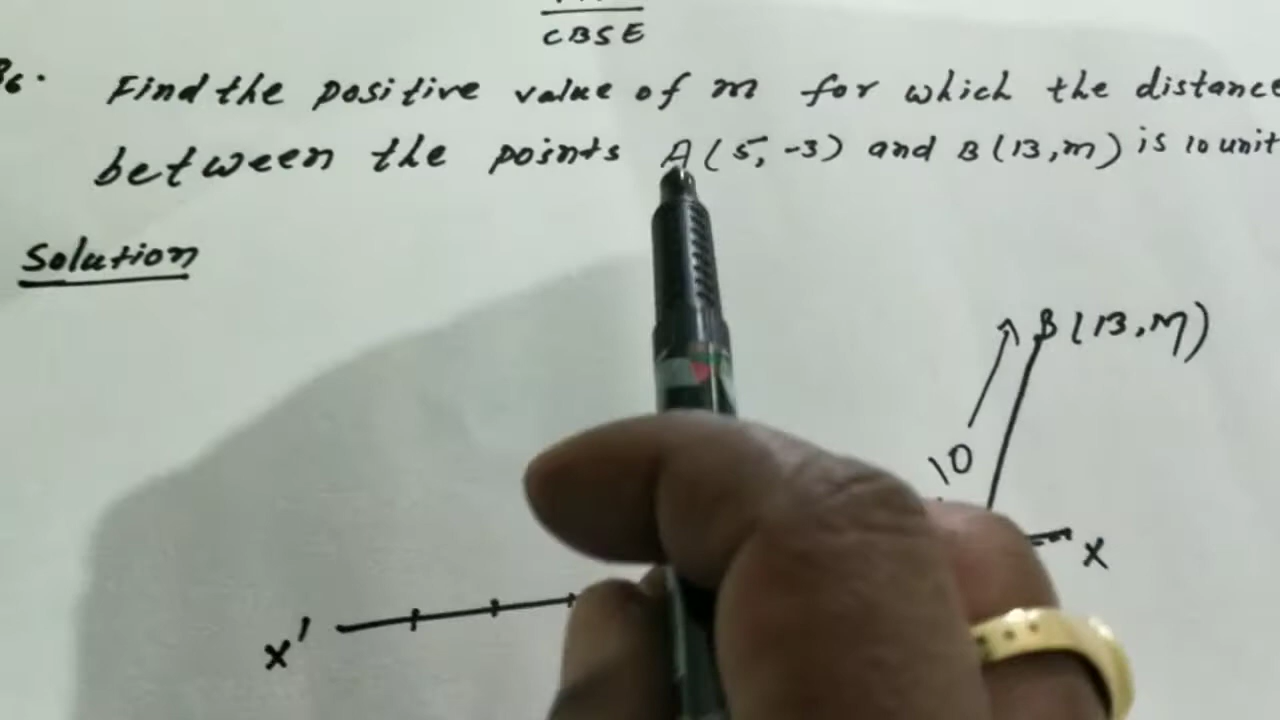 CBSE
Find the positive value of m for which the distance
between the points A(5,-3) and B(13,m) is 10 unit
Solution
B(13,m)
10
X
X'